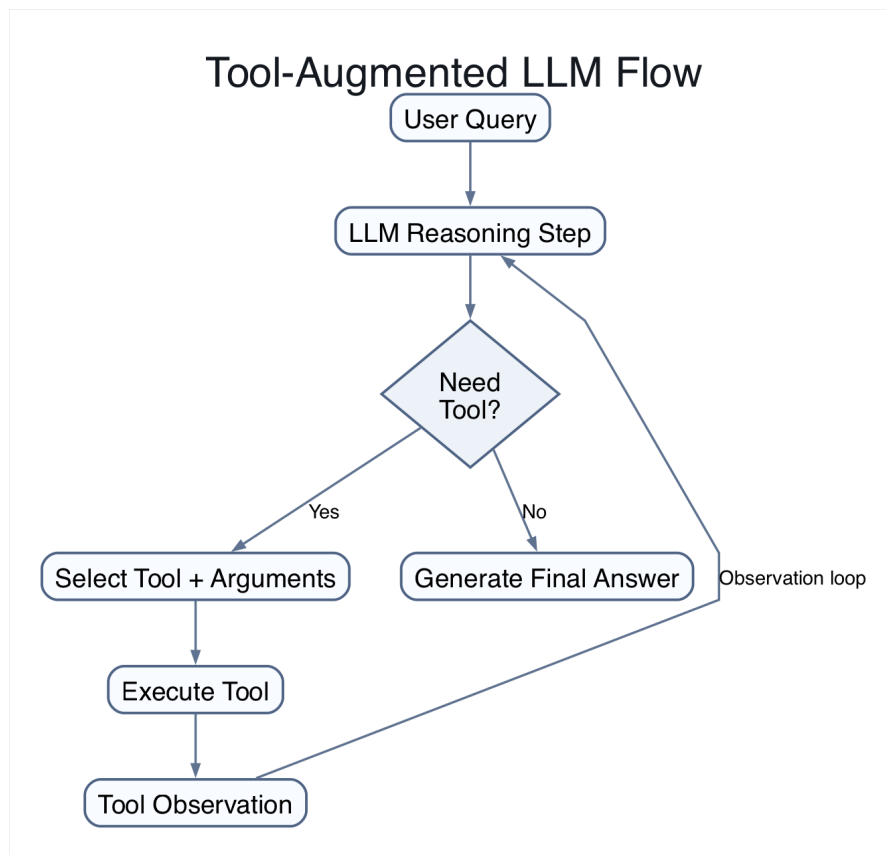 Tool-Augmented LLM Flow
User Query
LLM Reasoning Step
Need
Tool?
Yes
No
Select Tool + Arguments
Generate Final Answer
Observation loop
Execute Tool
Tool Observation